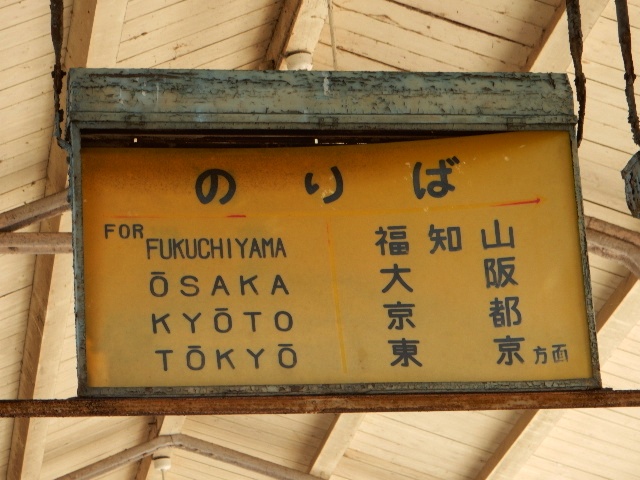 のりば
FOR
FUKUCHIYAMA 福知山
ŌSAKA 大阪
KYŌTO 京都
TŌKYŌ 東京方面